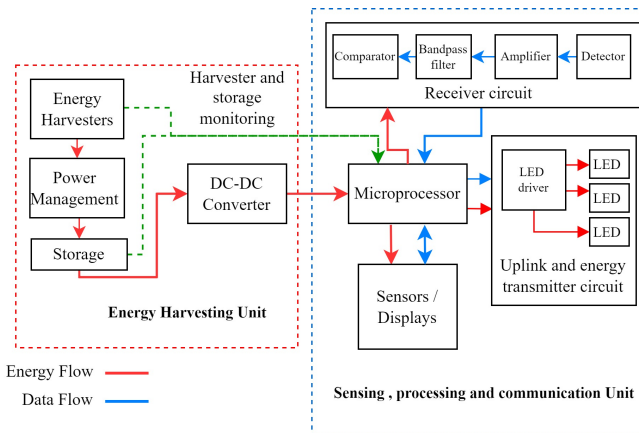 Comparator
Bandpass
filter
Amplifier
Detector
Receiver circuit
Harvester and
storage
monitoring
Energy
Harvesters
Power
Management
Storage
DC-DC
Converter
Energy Harvesting Unit
Microprocessor
LED
driver
LED
LED
LED
Uplink and energy
transmitter circuit
Sensors /
Displays
Energy Flow
Data Flow
Sensing , processing and communication Unit